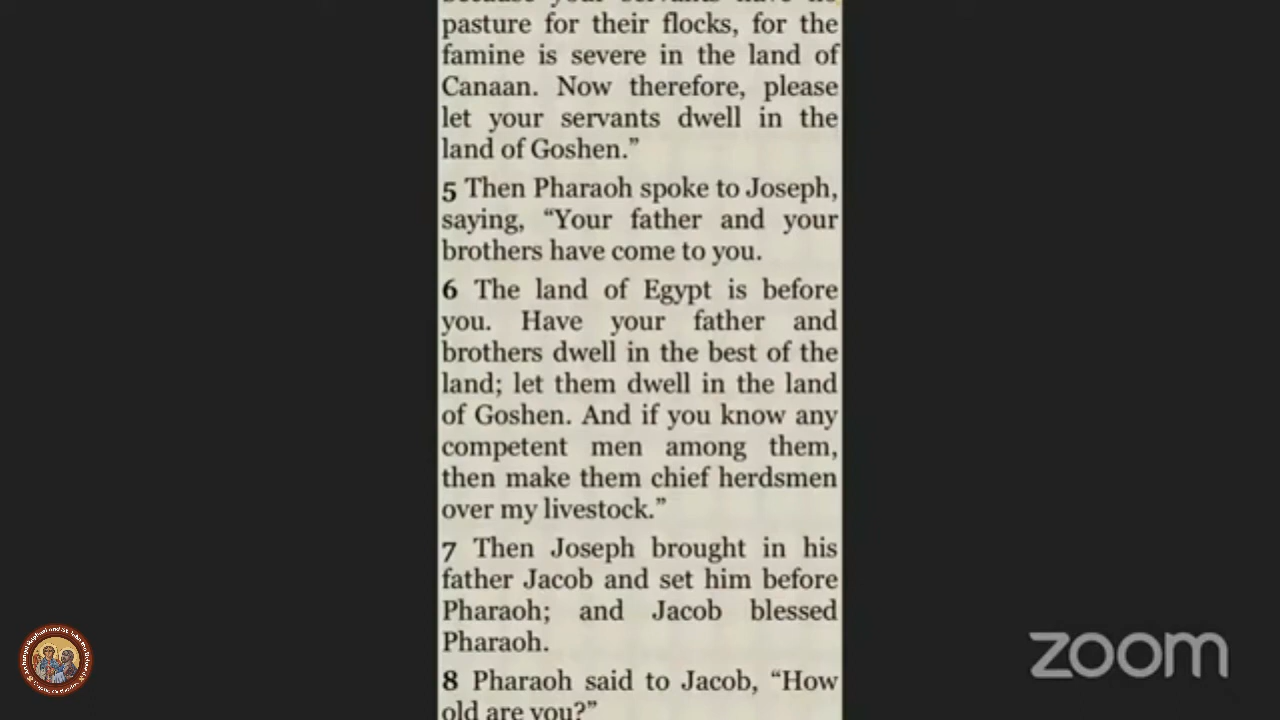 because your servants have no
pasture for their flocks, for the
famine is severe in the land of
Canaan. Now therefore, please
let your servants dwell in the
land of Goshen.”
5 Then Pharaoh spoke to Joseph,
saying, “Your father and your
brothers have come to you.
6 The land of Egypt is before
you. Have your father and
brothers dwell in the best of the
land; let them dwell in the land
of Goshen. And if you know any
competent men among them,
then make them chief herdsmen
over my livestock.”
7 Then Joseph brought in his
father Jacob and set him before
Pharaoh; and Jacob blessed
Pharaoh.
8 Pharaoh said to Jacob, “How
old are you?”
zoom